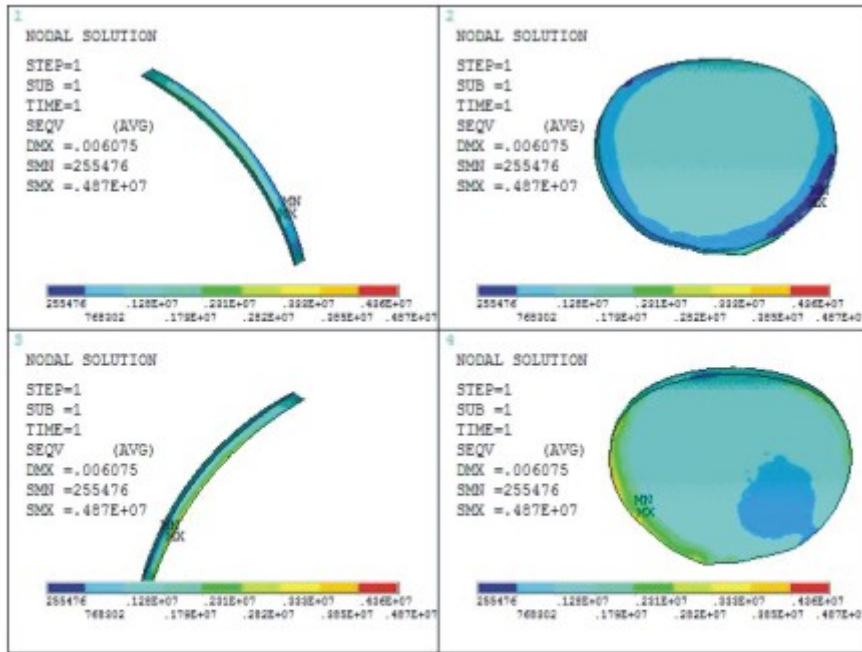 1
NODAL SOLUTION
STEP=1
SUB =1
TIME=1
SEQV (AVG)
DMX =.006075
SMN =255476
SMX =.487E+07
MN
MX
255476 .128E+07 .231E+07 .333E+07 .436E+07
768302 .179E+07 .282E+07 .385E+07 .487E+07
2
NODAL SOLUTION
STEP=1
SUB =1
TIME=1
SEQV (AVG)
DMX =.006075
SMN =255476
SMX =.487E+07
MN
MX
255476 .128E+07 .231E+07 .333E+07 .436E+07
768302 .179E+07 .282E+07 .385E+07 .487E+07
3
NODAL SOLUTION
STEP=1
SUB =1
TIME=1
SEQV (AVG)
DMX =.006075
SMN =255476
SMX =.487E+07
MN
MX
255476 .128E+07 .231E+07 .333E+07 .436E+07
768302 .179E+07 .282E+07 .385E+07 .487E+07
4
NODAL SOLUTION
STEP=1
SUB =1
TIME=1
SEQV (AVG)
DMX =.006075
SMN =255476
SMX =.487E+07
MN
MX
255476 .128E+07 .231E+07 .333E+07 .436E+07
768302 .179E+07 .282E+07 .385E+07 .487E+07